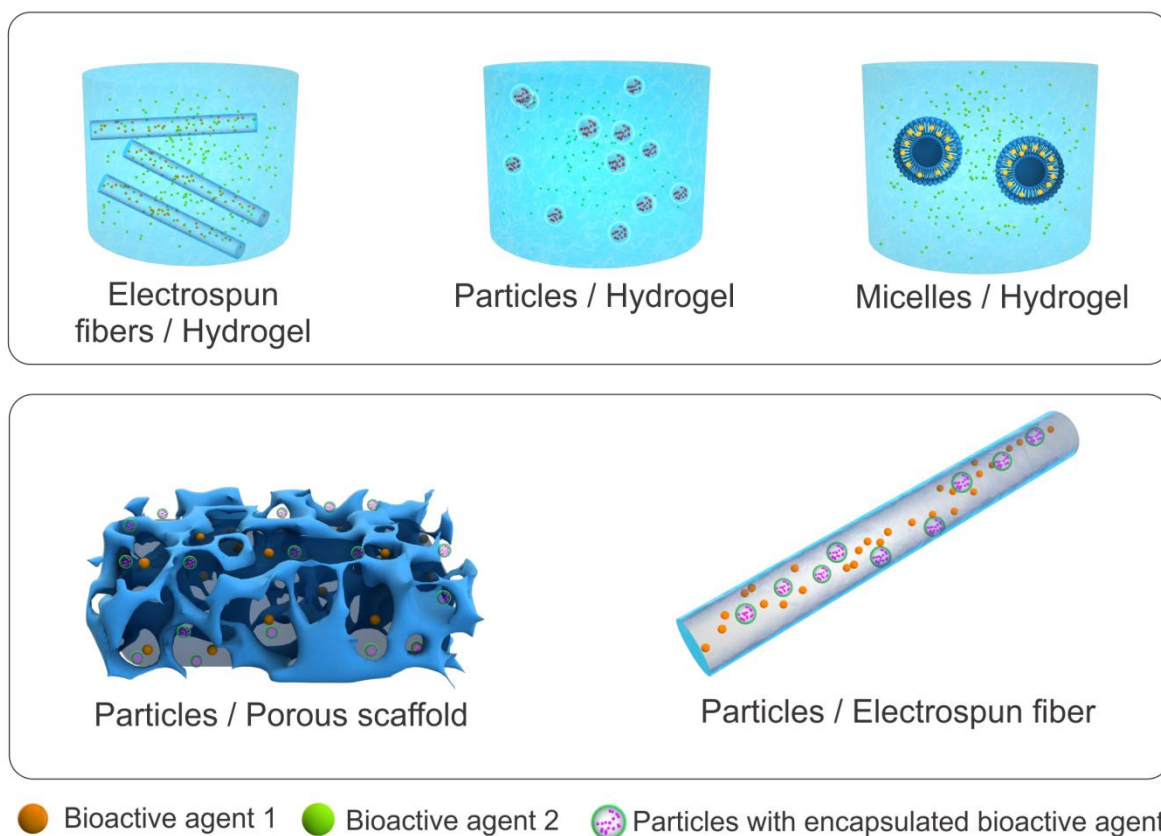 Electrospun
fibers / Hydrogel
Particles / Hydrogel
Micelles / Hydrogel
Particles / Porous scaffold
Particles / Electrospun fiber
Bioactive agent 1
Bioactive agent 2
Particles with encapsulated bioactive agent